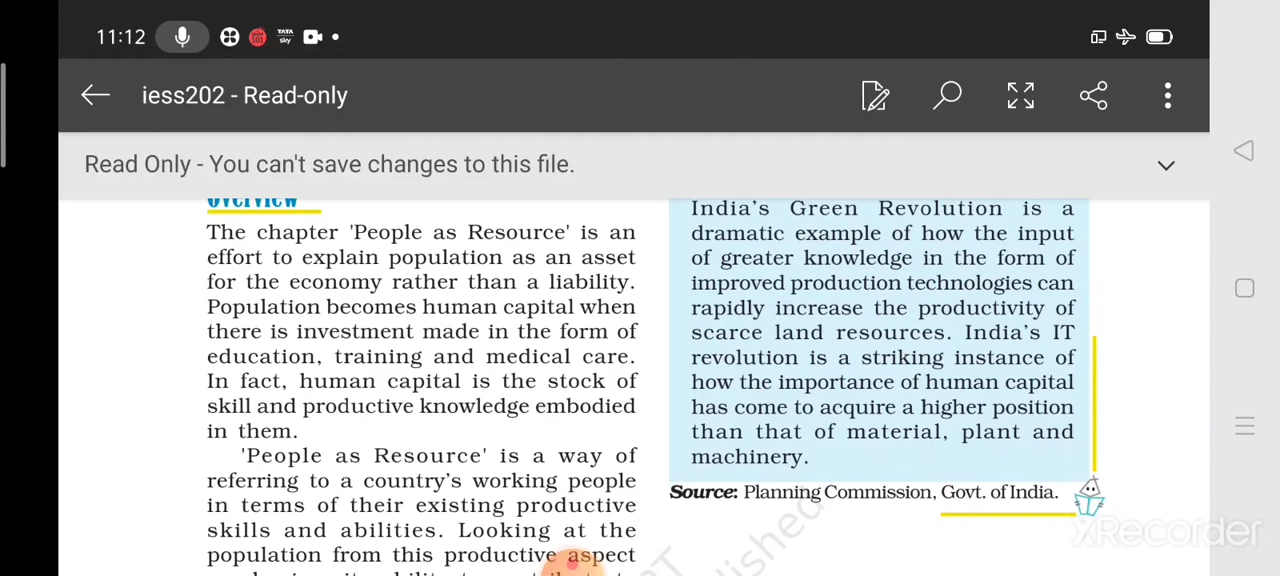 11:12
TATA
sky
iess202 - Read-only
Read Only - You can't save changes to this file.
Overview
The chapter 'People as Resource' is an
effort to explain population as an asset
for the economy rather than a liability.
Population becomes human capital when
there is investment made in the form of
education, training and medical care.
In fact, human capital is the stock of
skill and productive knowledge embodied
in them.
'People as Resource' is a way of
referring to a country's working people
in terms of their existing productive
skills and abilities. Looking at the
population from this productive aspect
India's Green Revolution is a
dramatic example of how the input
of greater knowledge in the form of
improved production technologies can
rapidly increase the productivity of
scarce land resources. India's IT
revolution is a striking instance of
how the importance of human capital
has come to acquire a higher position
than that of material, plant and
machinery.
Source: Planning Commission, Govt. of India.
XRecorder